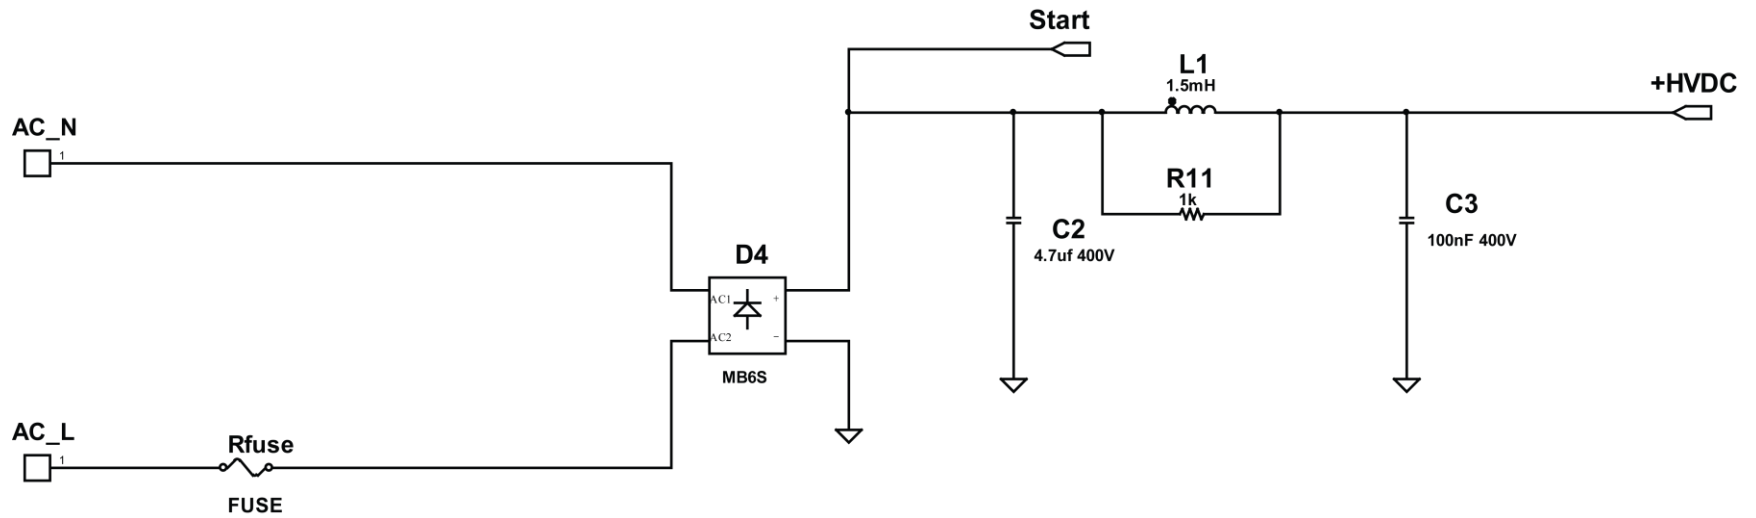 Start
L1
1.5mH
+HVDC
AC_N
1
R11
1k
C2
4.7uf 400V
C3
100nF 400V
D4
AC1
+
AC2
−
MB6S
AC_L
1
Rfuse
FUSE